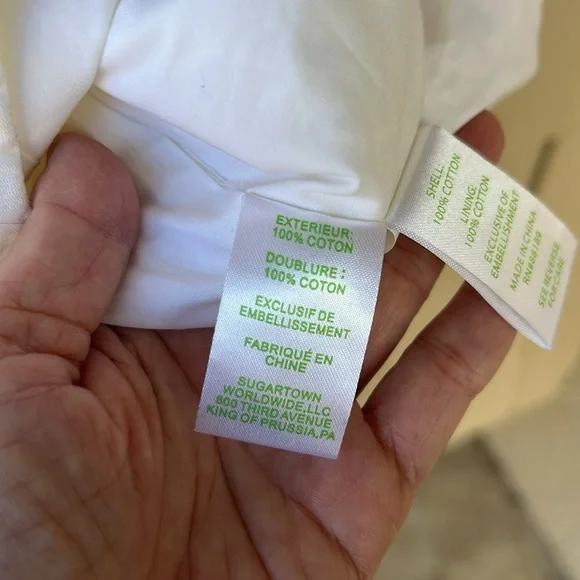 EXTERIEUR:
100% COTON
DOUBLURE :
100% COTON
EXCLUSIF DE
EMBELLISSEMENT
FABRIQUÉ EN
CHINE
SUGARTOWN
WORLDWIDE,LLC
800 THIRD AVENUE
KING OF PRUSSIA,PA
SHELL:
100% COTTON
LINING:
100% COTTON
EXCLUSIVE OF
EMBELLISHMENT
MADE IN CHINA
SEE REVERSE
FOR CARE